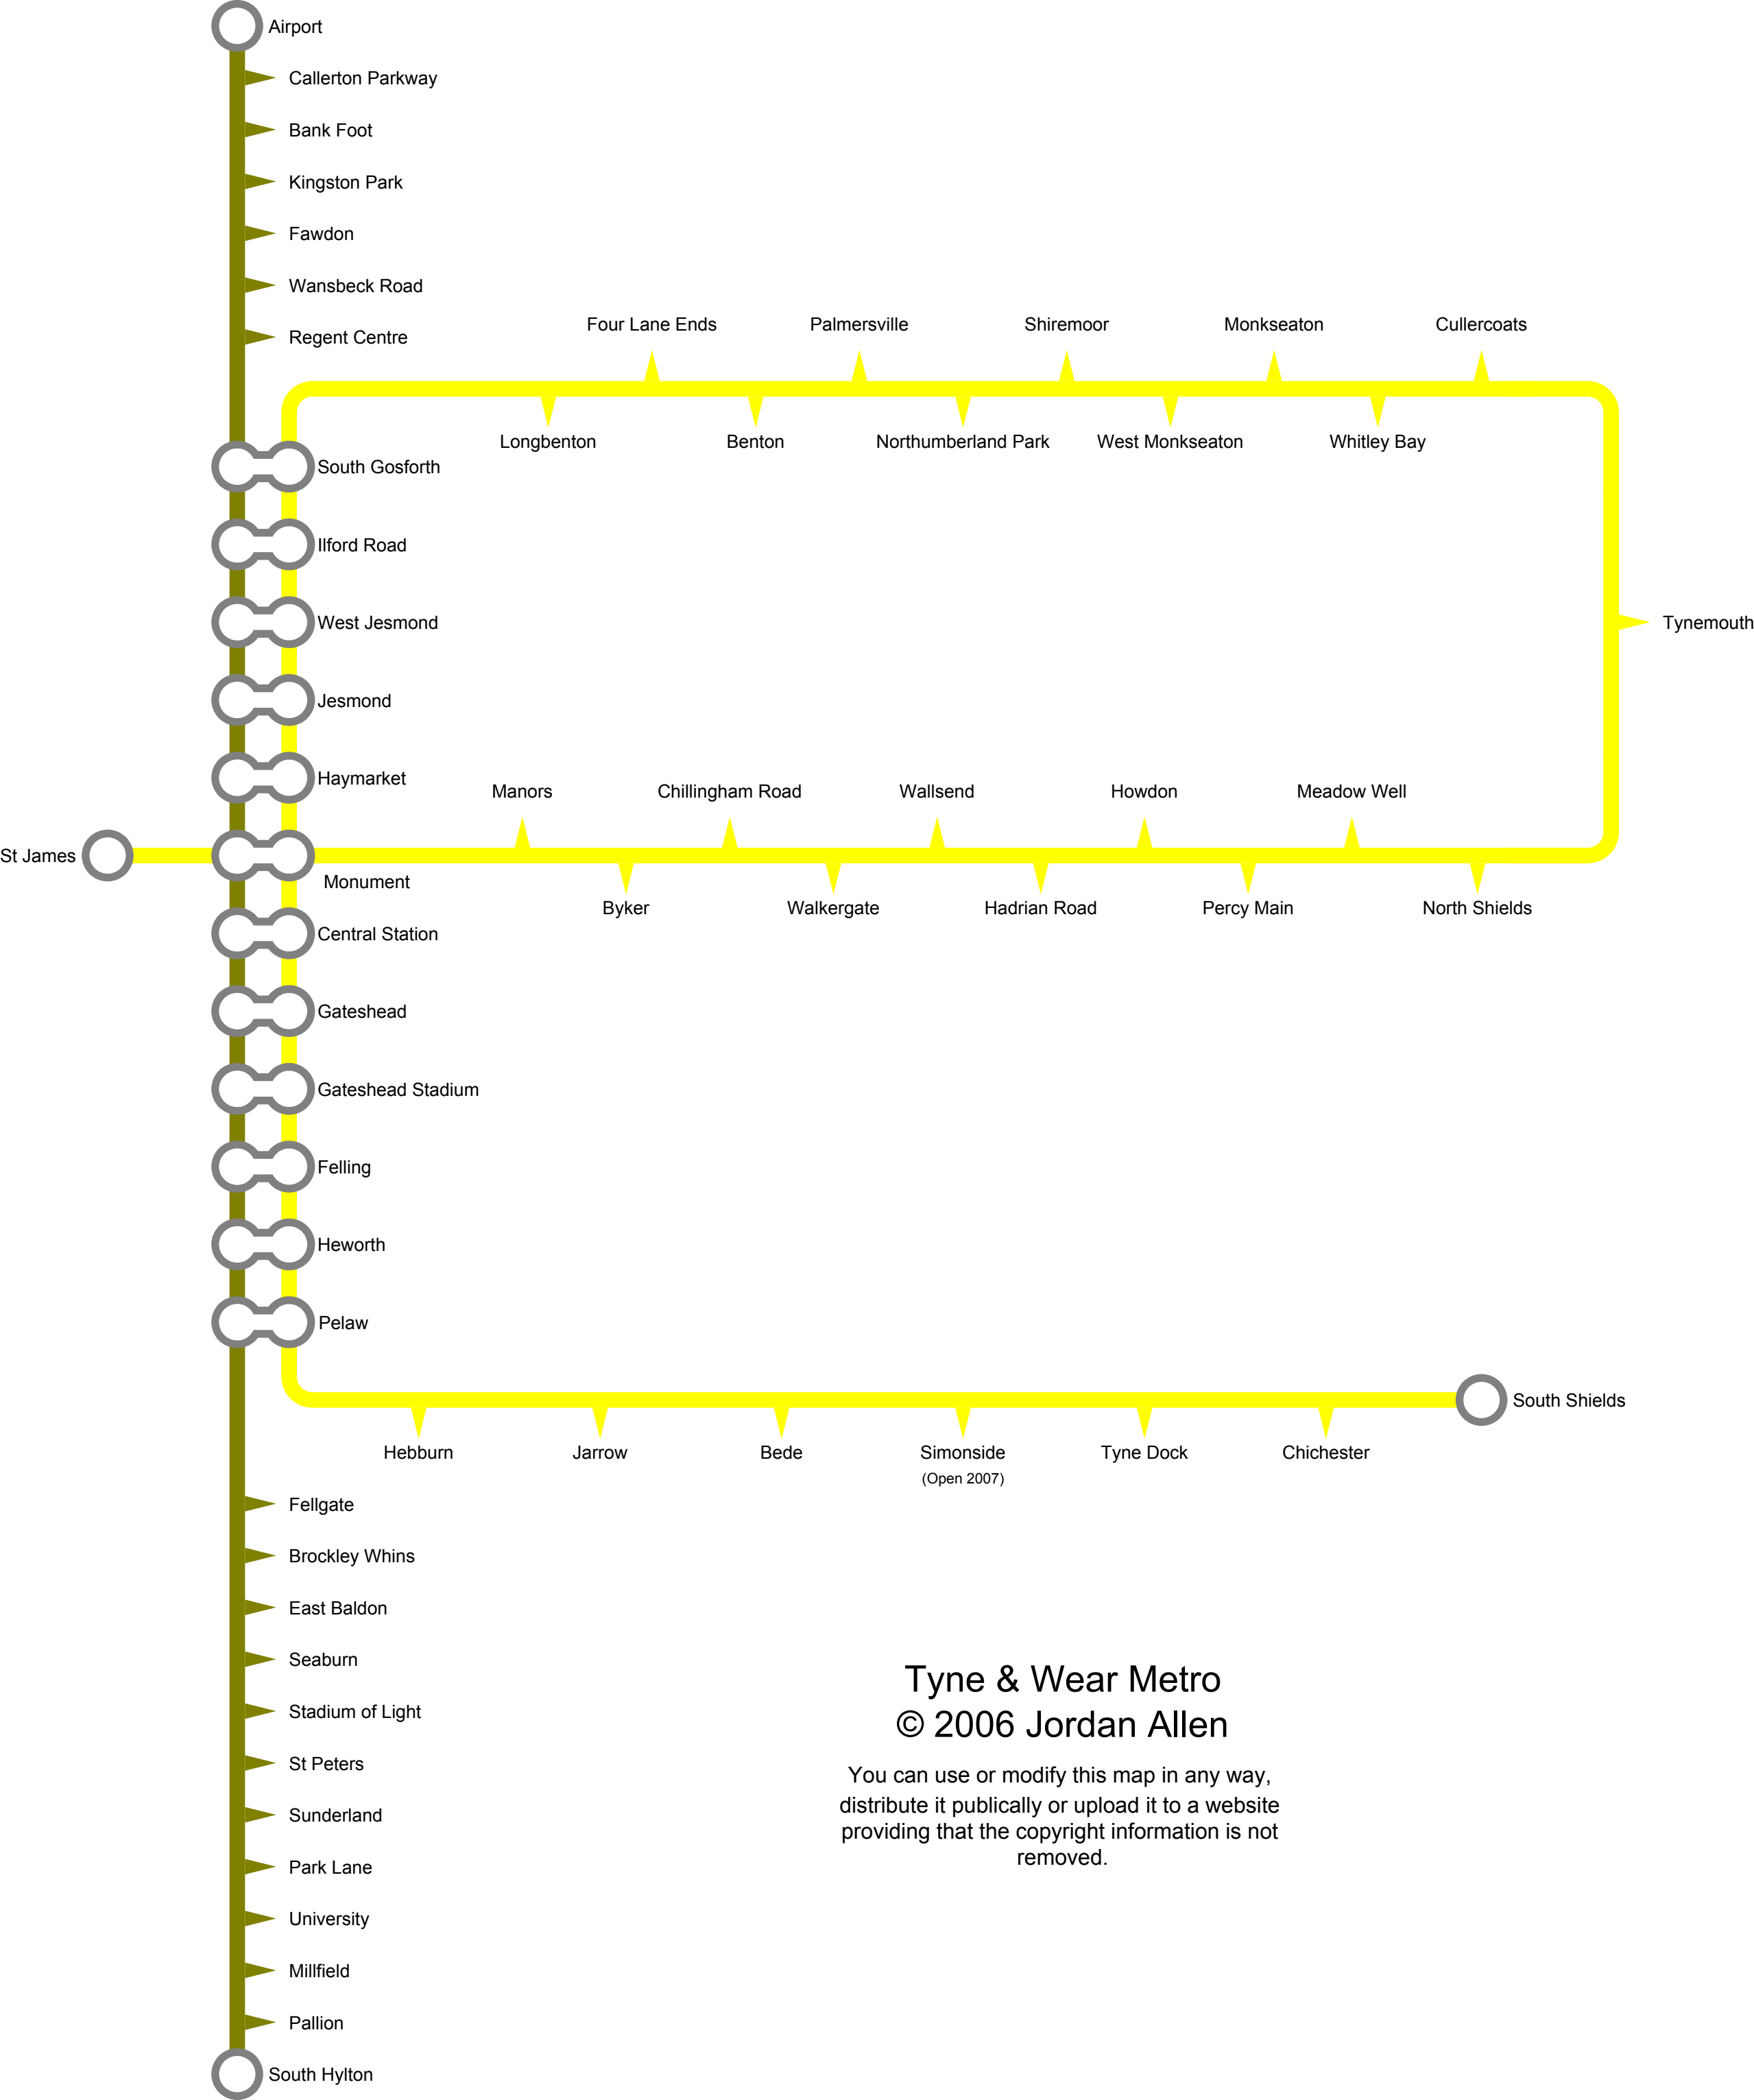 Airport
Callerton Parkway
Bank Foot
Kingston Park
Fawdon
Wansbeck Road
Regent Centre
Four Lane Ends
Palmersville
Shiremoor
Monkseaton
Cullercoats
Longbenton
Benton
Northumberland Park
West Monkseaton
Whitley Bay
South Gosforth
Ilford Road
West Jesmond
Tynemouth
Jesmond
Haymarket
Manors
Chillingham Road
Wallsend
Howdon
Meadow Well
St James
Monument
Byker
Walkergate
Hadrian Road
Percy Main
North Shields
Central Station
Gateshead
Gateshead Stadium
Felling
Heworth
Pelaw
South Shields
Hebburn
Jarrow
Bede
Simonside
(Open 2007)
Tyne Dock
Chichester
Fellgate
Brockley Whins
East Baldon
Seaburn
Stadium of Light
St Peters
Sunderland
Park Lane
University
Millfield
Pallion
South Hylton
Tyne & Wear Metro
© 2006 Jordan Allen
You can use or modify this map in any way,
distribute it publically or upload it to a website
providing that the copyright information is not
removed.